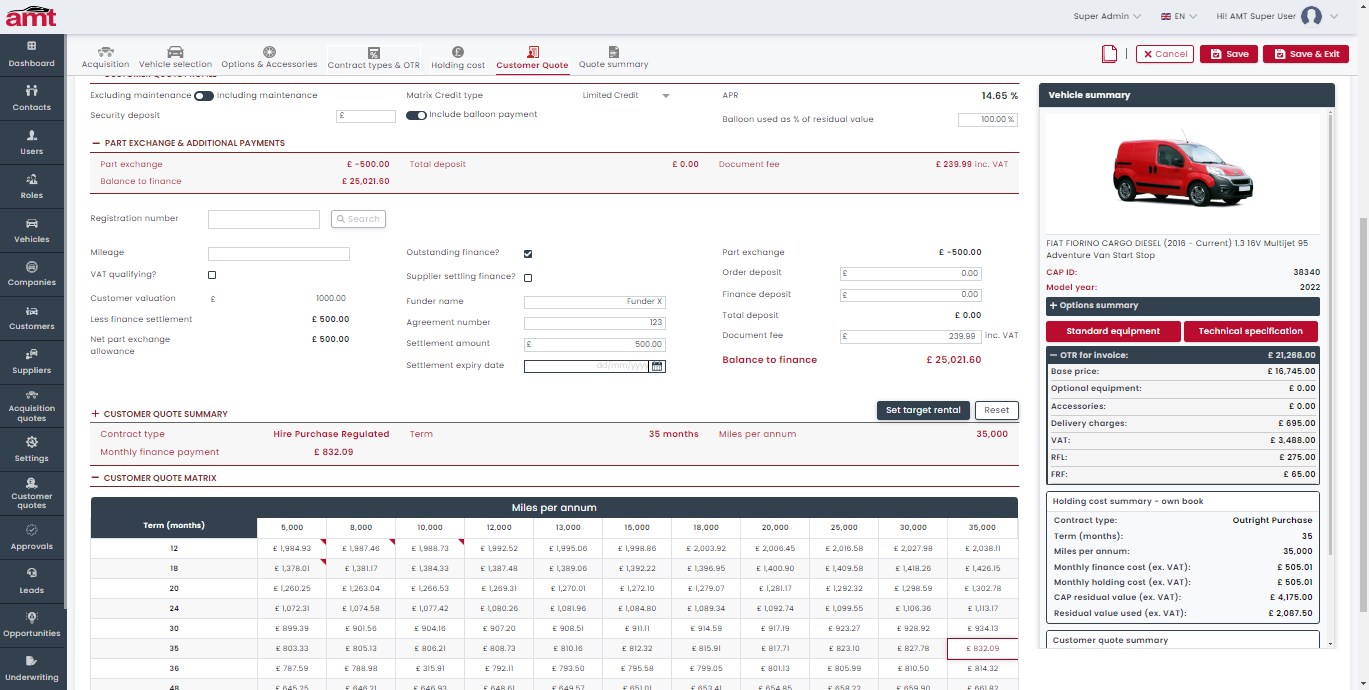 amt
Super Admin
EN
Hi! AMT Super User
Dashboard
Contacts
Users
Roles
Vehicles
Companies
Customers
Suppliers
Acquisition quotes
Settings
Customer quotes
Approvals
Leads
Opportunities
Underwriting
Acquisition
Vehicle selection
Options & Accessories
Contract types & OTR
Holding cost
Customer Quote
Quote summary
Cancel
Save
Save & Exit
Excluding maintenance Including maintenance
Matrix Credit type Limited Credit
APR 14.65 %
Security deposit £
Include balloon payment
Balloon used as % of residual value 100.00 %
PART EXCHANGE & ADDITIONAL PAYMENTS
Part exchange £ -500.00 Total deposit £ 0.00 Document fee £ 239.99 inc. VAT
Balance to finance £ 25,021.60
Registration number Search
Mileage
VAT qualifying?
Customer valuation £ 1000.00
Less finance settlement £ 500.00
Net part exchange allowance £ 500.00
Outstanding finance?
Supplier settling finance?
Funder name Funder X
Agreement number 123
Settlement amount £ 500.00
Settlement expiry date dd/mm/yyyy
Part exchange £ -500.00
Order deposit £ 0.00
Finance deposit £ 0.00
Total deposit £ 0.00
Document fee £ 239.99 inc. VAT
Balance to finance £ 25,021.60
CUSTOMER QUOTE SUMMARY
Set target rental
Reset
Contract type Hire Purchase Regulated Term 35 months Miles per annum 35,000
Monthly finance payment £ 832.09
CUSTOMER QUOTE MATRIX
Miles per annum
Term (months) 5,000 8,000 10,000 12,000 13,000 15,000 18,000 20,000 25,000 30,000 35,000
12 £ 1,984.93 £ 1,987.46 £ 1,988.73 £ 1,992.52 £ 1,995.06 £ 1,998.86 £ 2,003.92 £ 2,006.45 £ 2,016.58 £ 2,027.98 £ 2,038.11
18 £ 1,378.01 £ 1,381.17 £ 1,384.33 £ 1,387.48 £ 1,389.06 £ 1,392.22 £ 1,396.95 £ 1,400.90 £ 1,409.58 £ 1,418.26 £ 1,426.15
20 £ 1,260.25 £ 1,263.04 £ 1,266.53 £ 1,269.31 £ 1,270.01 £ 1,272.10 £ 1,279.07 £ 1,281.17 £ 1,292.32 £ 1,298.59 £ 1,302.78
24 £ 1,072.31 £ 1,074.58 £ 1,077.42 £ 1,080.26 £ 1,081.96 £ 1,084.80 £ 1,089.34 £ 1,092.74 £ 1,099.55 £ 1,106.36 £ 1,113.17
30 £ 899.39 £ 901.56 £ 904.16 £ 907.20 £ 908.51 £ 911.11 £ 914.59 £ 917.19 £ 923.27 £ 928.92 £ 934.13
35 £ 803.33 £ 805.13 £ 806.21 £ 808.73 £ 810.16 £ 812.32 £ 815.91 £ 817.71 £ 823.10 £ 827.78 £ 832.09
36 £ 787.59 £ 788.98 £ 315.91 £ 792.11 £ 793.50 £ 795.58 £ 799.05 £ 801.13 £ 805.99 £ 810.50 £ 814.32
48 £ 645.25 £ 646.21 £ 646.93 £ 648.61 £ 649.57 £ 651.01 £ 653.41 £ 654.85 £ 658.22 £ 659.90 £ 661.82
Vehicle summary
FIAT FIORINO CARGO DIESEL (2016 - Current) 1.3 16V Multijet 95
Adventure Van Start Stop
CAP ID: 38340
Model year: 2022
Options summary
Standard equipment
Technical specification
OTR for invoice: £ 21,268.00
Base price: £ 16,745.00
Optional equipment: £ 0.00
Accessories: £ 0.00
Delivery charges: £ 695.00
VAT: £ 3,488.00
RFL: £ 275.00
FRF: £ 65.00
Holding cost summary - own book
Contract type: Outright Purchase
Term (months): 35
Miles per annum: 35,000
Monthly finance cost (ex. VAT): £ 505.01
Monthly holding cost (ex. VAT): £ 505.01
CAP residual value (ex. VAT): £ 4,175.00
Residual value used (ex. VAT): £ 2,087.50
Customer quote summary